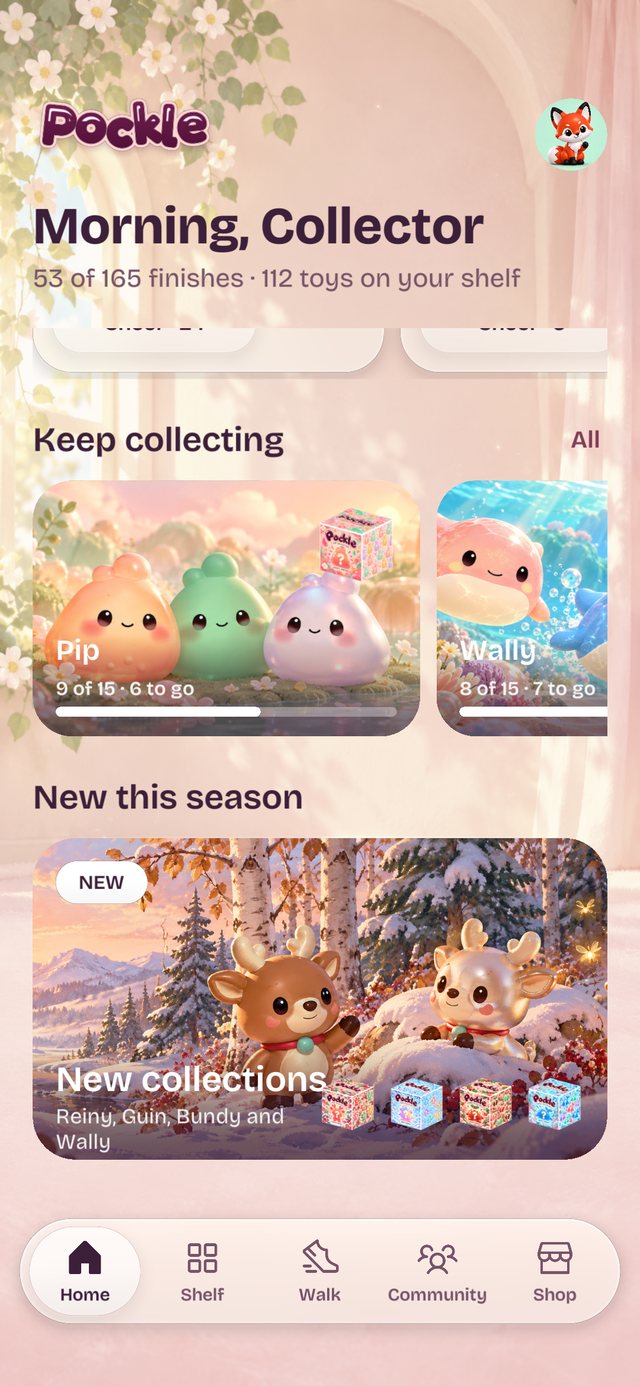 Pockle
Morning, Collector
53 of 165 finishes · 112 toys on your shelf
Keep collecting
All
Pockle
?
Pip
9 of 15 · 6 to go
Wally
8 of 15 · 7 to go
New this season
NEW
New collections
Reiny, Guin, Bundy and
Wally
Home
Shelf
Walk
Community
Shop